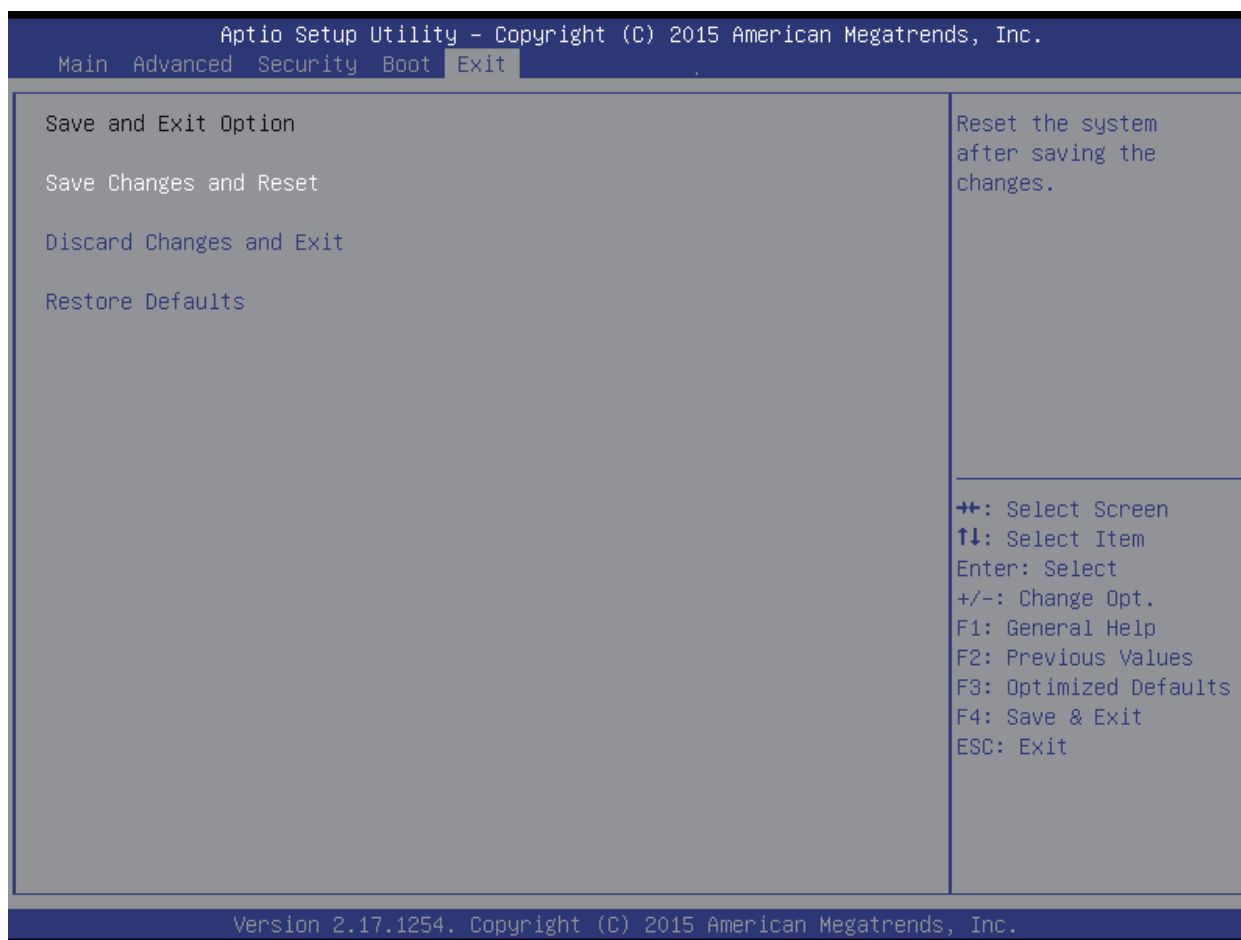 Aptio Setup Utility – Copyright (C) 2015 American Megatrends, Inc.
Main Advanced Security Boot Exit
Save and Exit Option
Save Changes and Reset
Discard Changes and Exit
Restore Defaults
Reset the system
after saving the
changes.
→←: Select Screen
↑↓: Select Item
Enter: Select
+/-: Change Opt.
F1: General Help
F2: Previous Values
F3: Optimized Defaults
F4: Save & Exit
ESC: Exit
Version 2.17.1254. Copyright (C) 2015 American Megatrends, Inc.